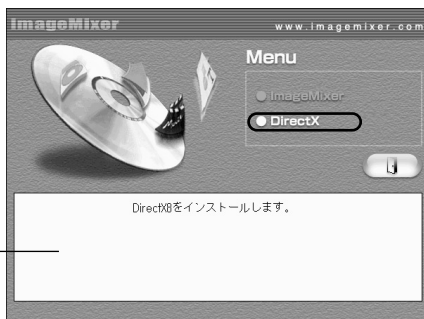 ImageMixer
www.imagemixer.com
Menu
ImageMixer
DirectX
DirectX8をインストールします。